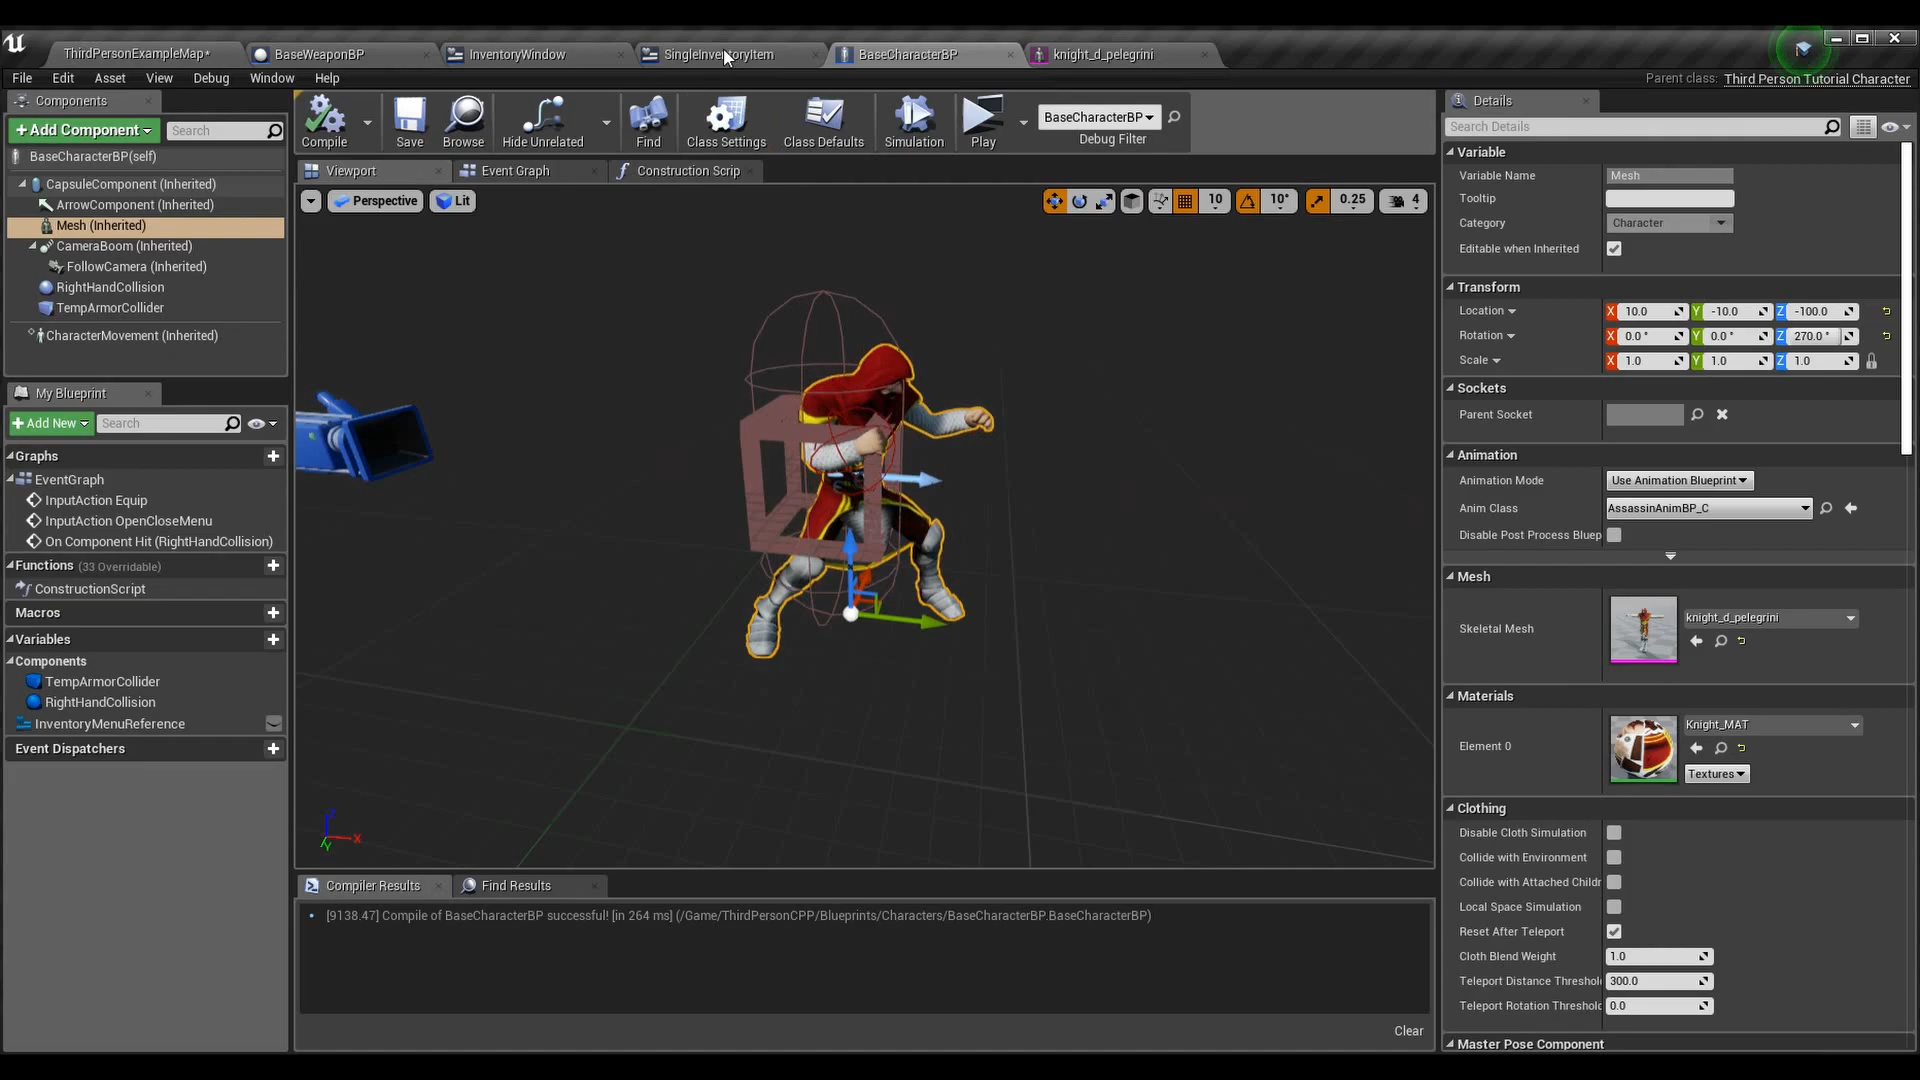 ThirdPersonExampleMap*
BaseWeaponBP
InventoryWindow
SingleInventoryItem
BaseCharacterBP
knight_d_pelegrini
File Edit Asset View Debug Window Help
Parent class: Third Person Tutorial Character
Components
+Add Component
Search
BaseCharacterBP(self)
CapsuleComponent (Inherited)
ArrowComponent (Inherited)
Mesh (Inherited)
CameraBoom (Inherited)
FollowCamera (Inherited)
RightHandCollision
TempArmorCollider
CharacterMovement (Inherited)
My Blueprint
+Add New
Search
Graphs
EventGraph
InputAction Equip
InputAction OpenCloseMenu
On Component Hit (RightHandCollision)
Functions (33 Overridable)
ConstructionScript
Macros
Variables
Components
TempArmorCollider
RightHandCollision
InventoryMenuReference
Event Dispatchers
Compile
Save
Browse
Hide Unrelated
Find
Class Settings
Class Defaults
Simulation
Play
BaseCharacterBP
Debug Filter
Viewport
Event Graph
Construction Scrip
Perspective
Lit
10
10°
0.25
4
Z
X
Y
Compiler Results
Find Results
[9138.47] Compile of BaseCharacterBP successful! [in 264 ms] (/Game/ThirdPersonCPP/Blueprints/Characters/BaseCharacterBP.BaseCharacterBP)
Clear
Details
Search Details
Variable
Variable Name Mesh
Tooltip
Category Character
Editable when Inherited
Transform
Location X 10.0 Y -10.0 Z -100.0
Rotation X 0.0 ° Y 0.0 ° Z 270.0 °
Scale X 1.0 Y 1.0 Z 1.0
Sockets
Parent Socket
Animation
Animation Mode Use Animation Blueprint
Anim Class AssassinAnimBP_C
Disable Post Process Bluep
Mesh
Skeletal Mesh knight_d_pelegrini
Materials
Element 0 Knight_MAT
Textures
Clothing
Disable Cloth Simulation
Collide with Environment
Collide with Attached Childr
Local Space Simulation
Reset After Teleport
Cloth Blend Weight 1.0
Teleport Distance Threshol 300.0
Teleport Rotation Threshol 0.0
Master Pose Component